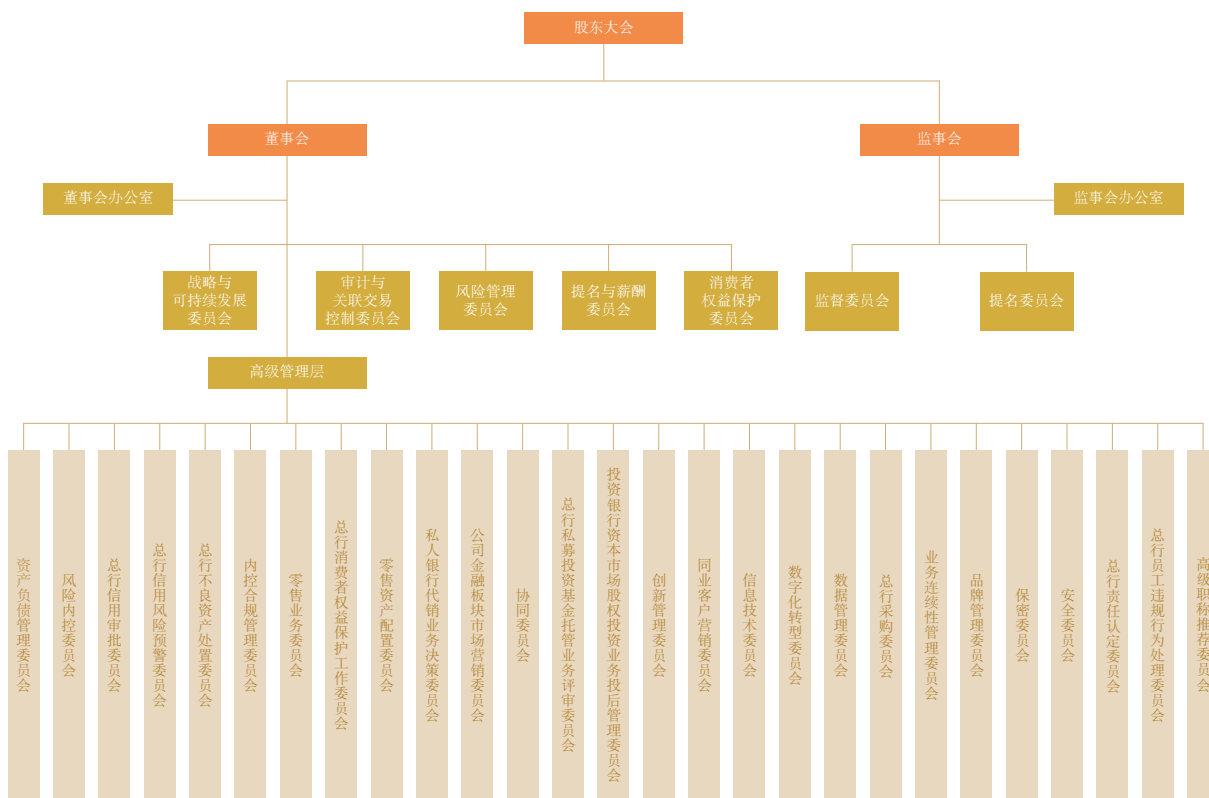 股东大会
董事会
监事会
董事会办公室
监事会办公室
战略与
可持续发展
委员会
审计与
关联交易
控制委员会
风险管理
委员会
提名与薪酬
委员会
消费者
权益保护
委员会
监督委员会
提名委员会
高级管理层
资产负债管理委员会
风险内控委员会
总行信用审批委员会
总行信用风险预警委员会
总行不良资产处置委员会
内控合规管理委员会
零售业务委员会
总行消费者权益保护工作委员会
零售资产配置委员会
私人银行代销业务决策委员会
公司金融板块市场营销委员会
协同委员会
总行私募投资基金托管业务评审委员会
投资银行资本市场股权投资业务投后管理委员会
创新管理委员会
同业客户营销委员会
信息技术委员会
数字化转型委员会
数据管理委员会
总行采购委员会
业务连续性管理委员会
品牌管理委员会
保密委员会
安全委员会
总行责任认定委员会
总行员工违规行为处理委员会
高级职称推荐委员会